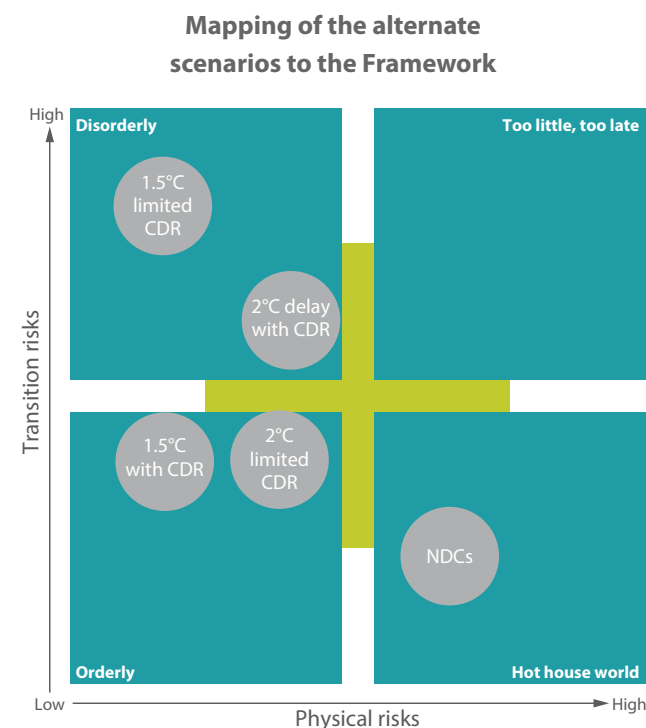 Mapping of the alternate
scenarios to the Framework
High
Disorderly
Too little, too late
1.5°C
limited
CDR
2°C delay
with CDR
Transition risks
1.5°C
with CDR
2°C
limited
CDR
NDCs
Orderly
Hot house world
Low
High
Physical risks